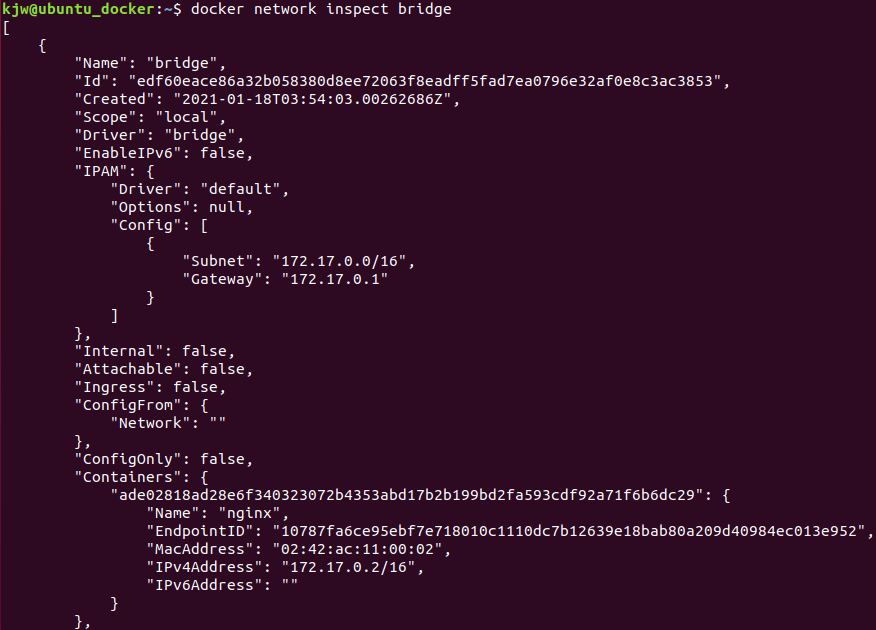 kjw@ubuntu_docker:~$ docker network inspect bridge
[
    {
        "Name": "bridge",
        "Id": "edf60eace86a32b058380d8ee72063f8eadff5fad7ea0796e32af0e8c3ac3853",
        "Created": "2021-01-18T03:54:03.00262686Z",
        "Scope": "local",
        "Driver": "bridge",
        "EnableIPv6": false,
        "IPAM": {
            "Driver": "default",
            "Options": null,
            "Config": [
                {
                    "Subnet": "172.17.0.0/16",
                    "Gateway": "172.17.0.1"
                }
            ]
        },
        "Internal": false,
        "Attachable": false,
        "Ingress": false,
        "ConfigFrom": {
            "Network": ""
        },
        "ConfigOnly": false,
        "Containers": {
            "ade02818ad28e6f340323072b4353abd17b2b199bd2fa593cdf92a71f6b6dc29": {
                "Name": "nginx",
                "EndpointID": "10787fa6ce95ebf7e718010c1110dc7b12639e18bab80a209d40984ec013e952",
                "MacAddress": "02:42:ac:11:00:02",
                "IPv4Address": "172.17.0.2/16",
                "IPv6Address": ""
            }
        },